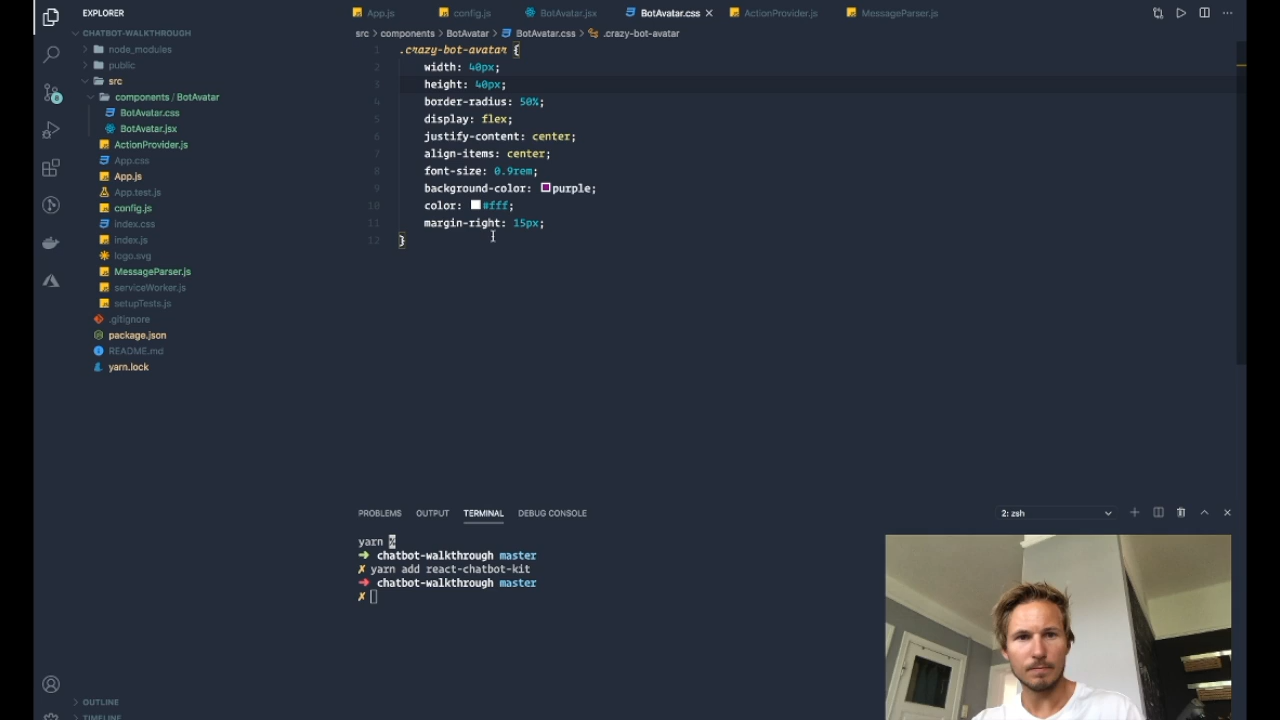 EXPLORER
CHATBOT-WALKTHROUGH
node_modules
public
src
components / BotAvatar
BotAvatar.css
BotAvatar.jsx
ActionProvider.js
App.css
App.js
App.test.js
config.js
index.css
index.js
logo.svg
MessageParser.js
serviceWorker.js
setupTests.js
.gitignore
package.json
README.md
yarn.lock
OUTLINE
TIMELINE
App.js config.js BotAvatar.jsx BotAvatar.css ActionProvider.js MessageParser.js
src > components > BotAvatar > BotAvatar.css > .crazy-bot-avatar
1 .crazy-bot-avatar {
2 width: 40px;
3 height: 40px;
4 border-radius: 50%;
5 display: flex;
6 justify-content: center;
7 align-items: center;
8 font-size: 0.9rem;
9 background-color: purple;
10 color: #fff;
11 margin-right: 15px;
12 }
PROBLEMS OUTPUT TERMINAL DEBUG CONSOLE 2: zsh
yarn %
➜ chatbot-walkthrough master
✗ yarn add react-chatbot-kit
➜ chatbot-walkthrough master
✗